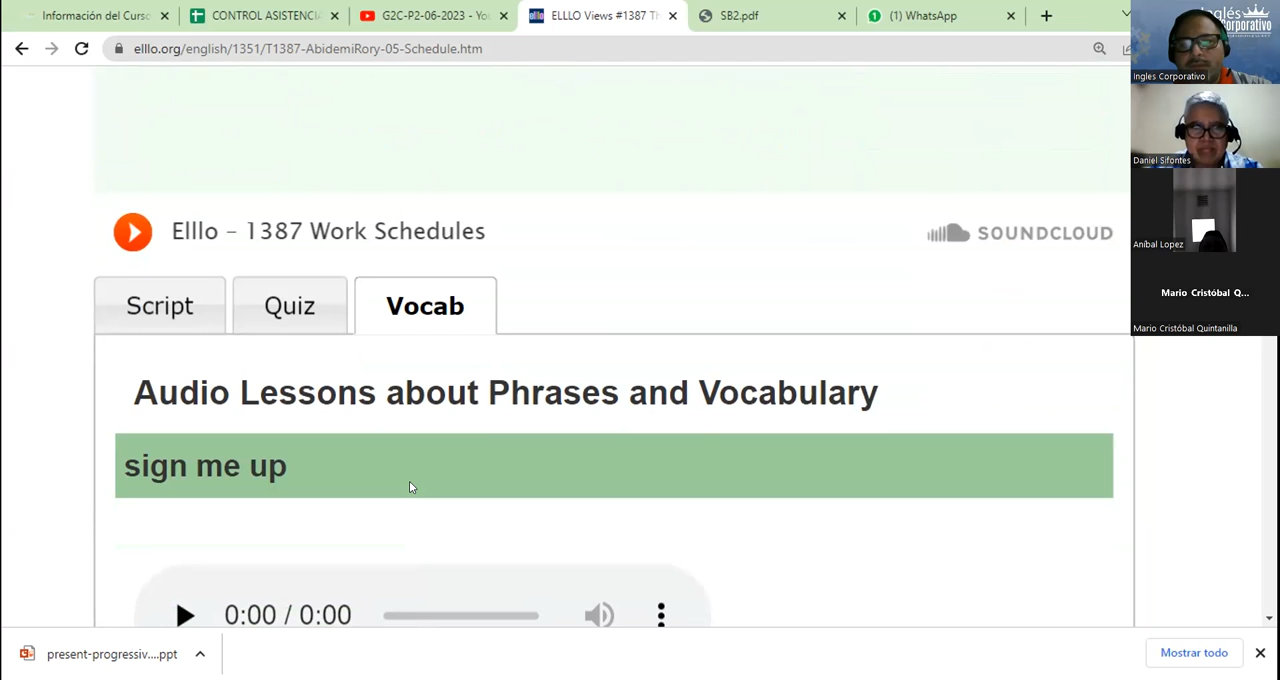 Información del Curso
CONTROL ASISTENCIA
G2C-P2-06-2023 - You
ELLLO Views #1387 Th
SB2.pdf
(1) WhatsApp
elllo.org/english/1351/T1387-AbidemiRory-05-Schedule.htm
Inglés
Corporativo
Ingles Corporativo
Daniel Sifontes
Aníbal Lopez
Mario Cristóbal Q...
Mario Cristóbal Quintanilla
Elllo - 1387 Work Schedules
SOUNDCLOUD
Script
Quiz
Vocab
Audio Lessons about Phrases and Vocabulary
sign me up
0:00 / 0:00
present-progressiv....ppt
Mostrar todo